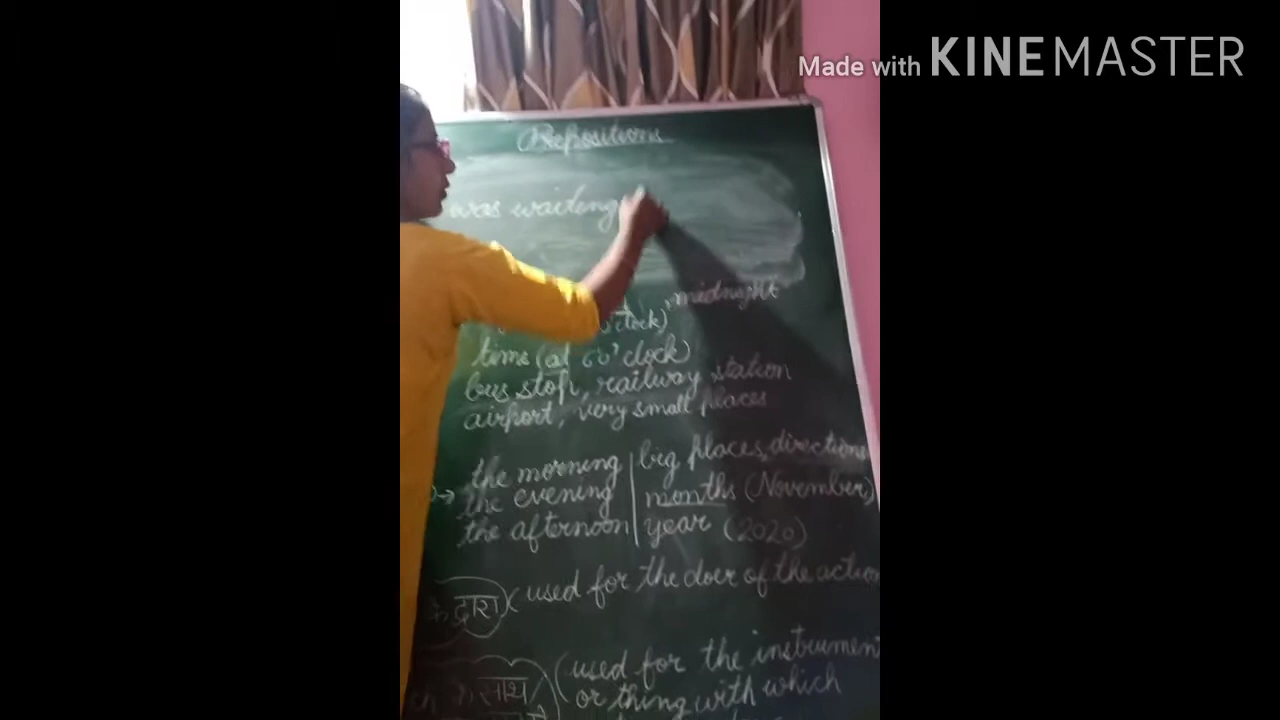 Made with KINEMASTER
Prepositions
was waiting
, midnight
o'clock)
time (at 6 o'clock)
bus stop, railway station
airport, very small places
the morning | big places, directions
the evening | months (November)
the afternoon | year (2020)
के द्वारा ( used for the doer of the action
के साथ / ( used for the instrument
or thing with which